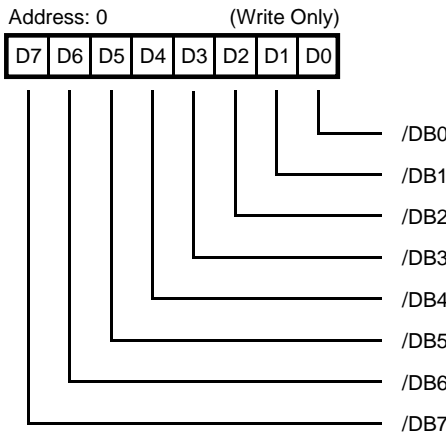 Address: 0 (Write Only)
D7 D6 D5 D4 D3 D2 D1 D0
/DB0
/DB1
/DB2
/DB3
/DB4
/DB5
/DB6
/DB7